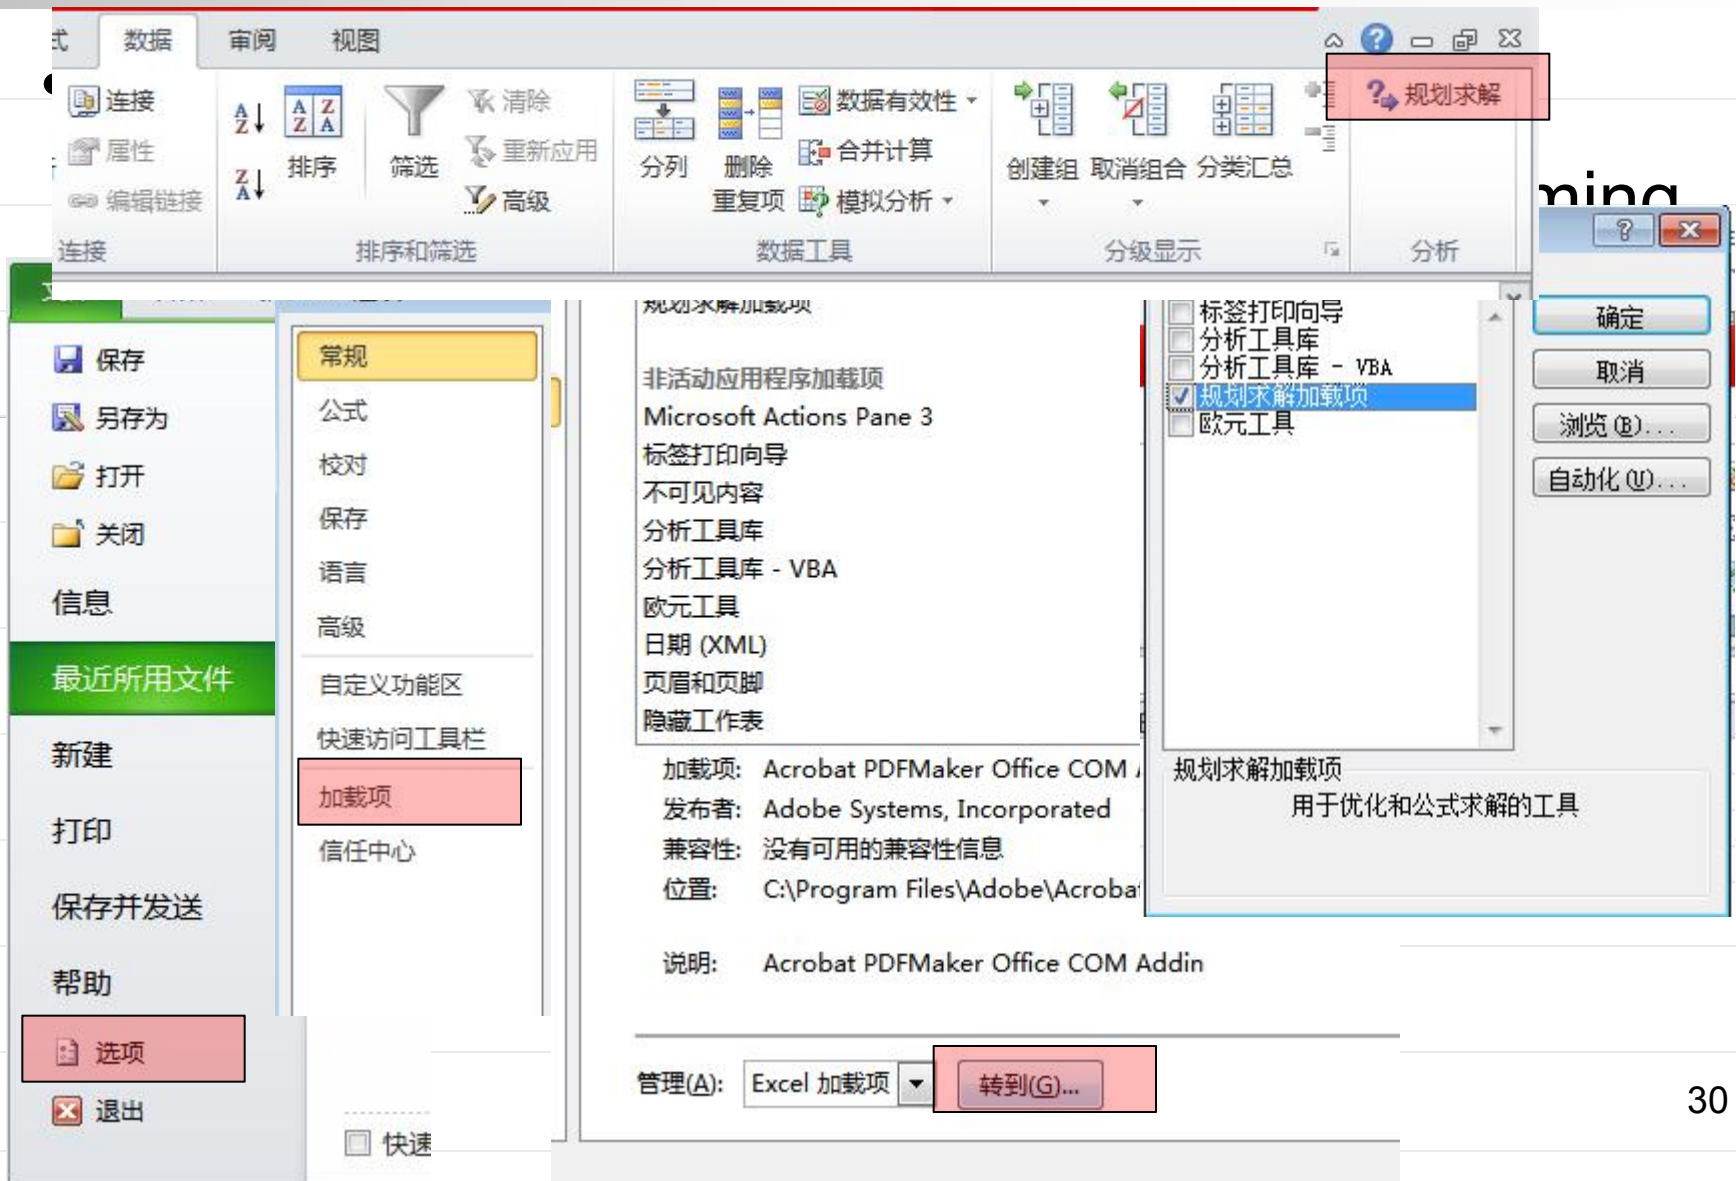 式 数据 审阅 视图
连接
属性
编辑链接
连接
排序
筛选
清除
重新应用
高级
排序和筛选
分列
删除
重复项
数据有效性
合并计算
模拟分析
数据工具
创建组 取消组合 分类汇总
分级显示
规划求解
分析
ming
保存
另存为
打开
关闭
信息
最近所用文件
新建
打印
保存并发送
帮助
选项
退出
常规
公式
校对
保存
语言
高级
自定义功能区
快速访问工具栏
加载项
信任中心
快速
规划求解加载项
非活动应用程序加载项
Microsoft Actions Pane 3
标签打印向导
不可见内容
分析工具库
分析工具库 - VBA
欧元工具
日期 (XML)
页眉和页脚
隐藏工作表
加载项: Acrobat PDFMaker Office COM
发布者: Adobe Systems, Incorporated
兼容性: 没有可用的兼容性信息
位置: C:\Program Files\Adobe\Acrobat
说明: Acrobat PDFMaker Office COM Addin
管理(A): Excel 加载项 转到(G)...
标签打印向导
分析工具库
分析工具库 - VBA
规划求解加载项
欧元工具
确定
取消
浏览(B)...
自动化(U)...
规划求解加载项
用于优化和公式求解的工具
30